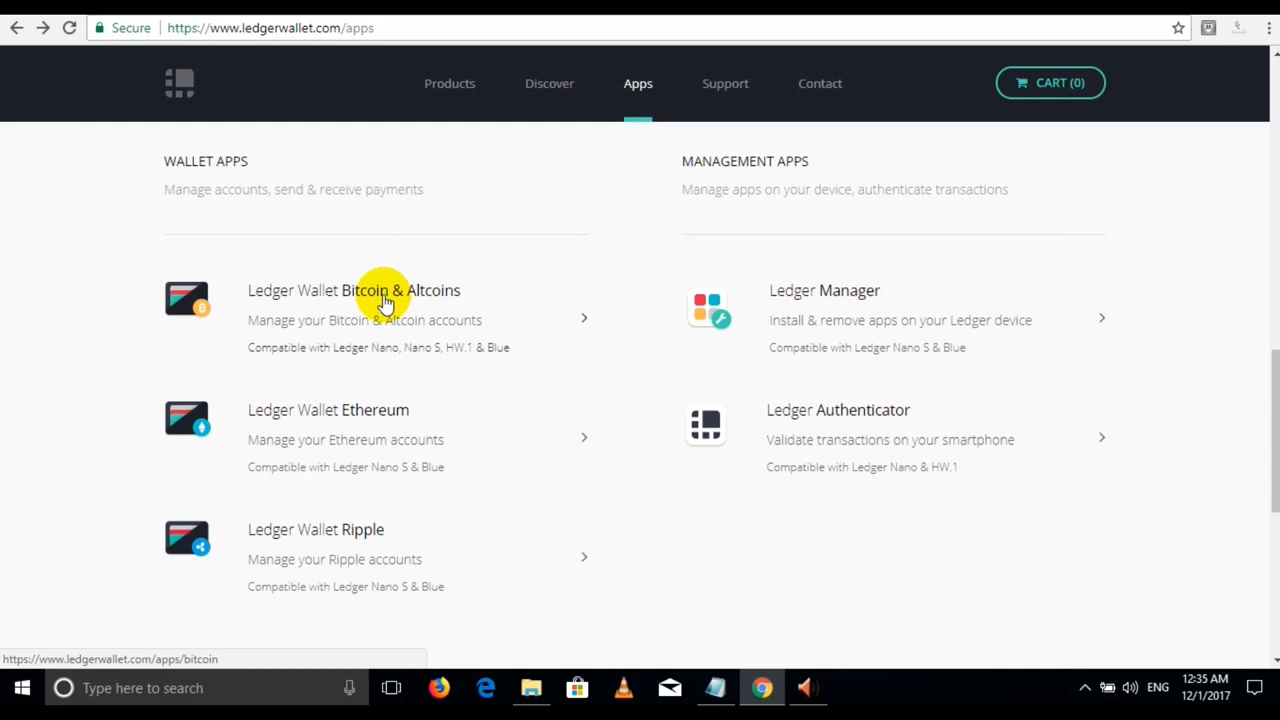 Secure
https://www.ledgerwallet.com/apps
Products
Discover
Apps
Support
Contact
CART (0)
WALLET APPS
Manage accounts, send & receive payments
Ledger Wallet Bitcoin & Altcoins
Manage your Bitcoin & Altcoin accounts
Compatible with Ledger Nano, Nano S, HW.1 & Blue
Ledger Wallet Ethereum
Manage your Ethereum accounts
Compatible with Ledger Nano S & Blue
Ledger Wallet Ripple
Manage your Ripple accounts
Compatible with Ledger Nano S & Blue
MANAGEMENT APPS
Manage apps on your device, authenticate transactions
Ledger Manager
Install & remove apps on your Ledger device
Compatible with Ledger Nano S & Blue
Ledger Authenticator
Validate transactions on your smartphone
Compatible with Ledger Nano & HW.1
https://www.ledgerwallet.com/apps/bitcoin
Type here to search
ENG
12:35 AM
12/1/2017